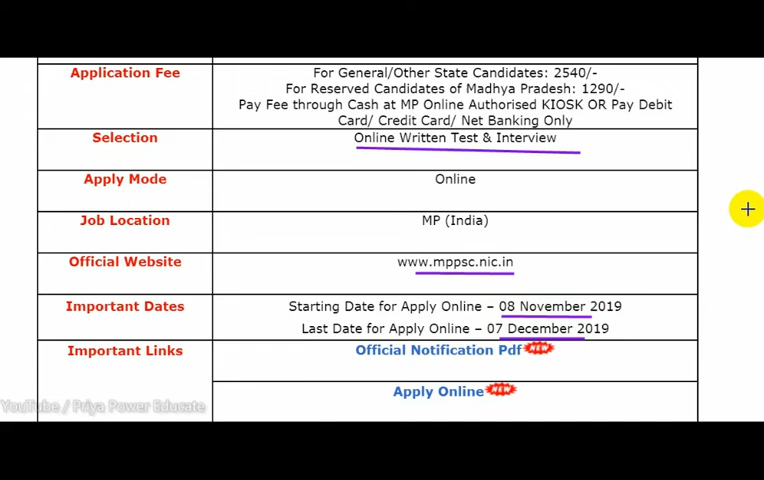 Application Fee
For General/Other State Candidates: 2540/-
For Reserved Candidates of Madhya Pradesh: 1290/-
Pay Fee through Cash at MP Online Authorised KIOSK OR Pay Debit
Card/ Credit Card/ Net Banking Only
Selection
Online Written Test & Interview
Apply Mode
Online
Job Location
MP (India)
Official Website
www.mppsc.nic.in
Important Dates
Starting Date for Apply Online – 08 November 2019
Last Date for Apply Online – 07 December 2019
Important Links
Official Notification Pdf NEW
Apply Online NEW
YouTube / Priya Power Educate